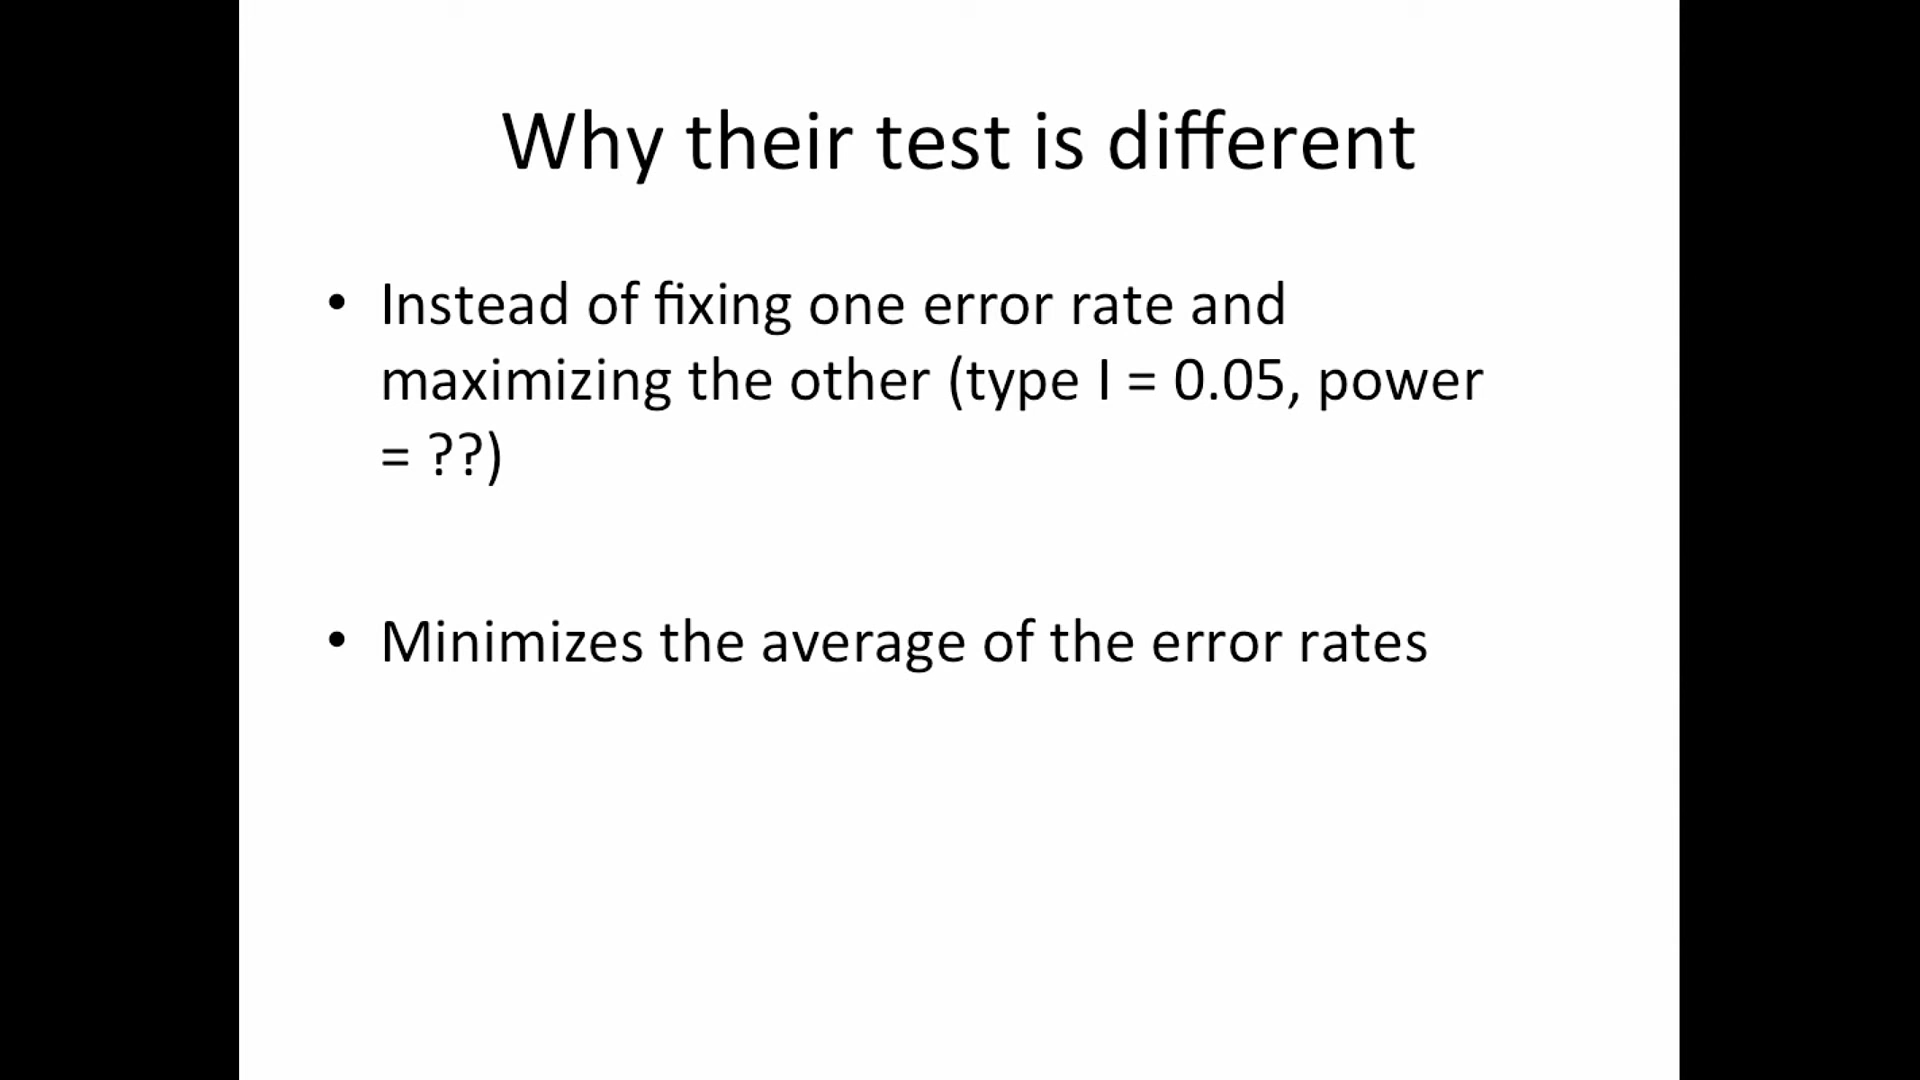 Why their test is different
• Instead of fixing one error rate and
maximizing the other (type I = 0.05, power
= ??)
• Minimizes the average of the error rates